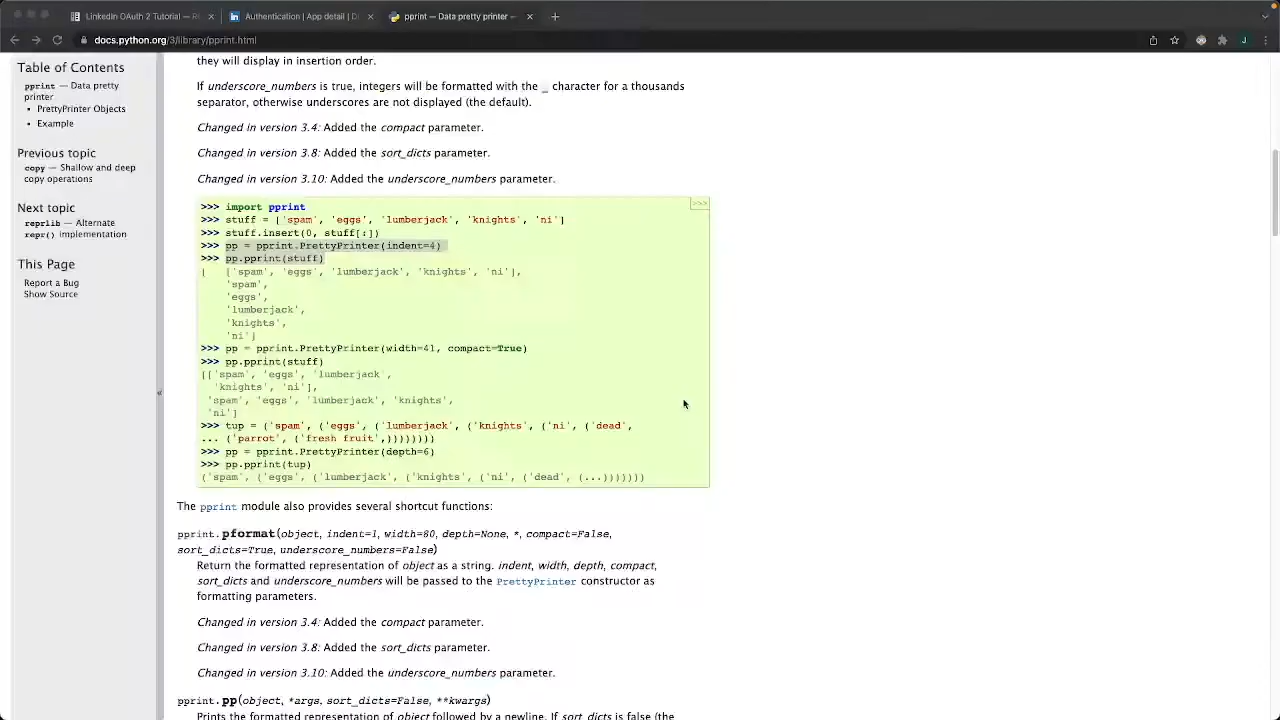 LinkedIn OAuth 2 Tutorial —
Authentication | App detail |
pprint — Data pretty printer —
docs.python.org/3/library/pprint.html
J
Table of Contents
pprint — Data pretty
printer
PrettyPrinter Objects
Example
Previous topic
copy — Shallow and deep
copy operations
Next topic
reprlib — Alternate
repr() implementation
This Page
Report a Bug
Show Source
«
they will display in insertion order.
If underscore_numbers is true, integers will be formatted with the _ character for a thousands
separator, otherwise underscores are not displayed (the default).
Changed in version 3.4: Added the compact parameter.
Changed in version 3.8: Added the sort_dicts parameter.
Changed in version 3.10: Added the underscore_numbers parameter.
>>>
>>> import pprint
>>> stuff = ['spam', 'eggs', 'lumberjack', 'knights', 'ni']
>>> stuff.insert(0, stuff[:])
>>> pp = pprint.PrettyPrinter(indent=4)
>>> pp.pprint(stuff)
[   ['spam', 'eggs', 'lumberjack', 'knights', 'ni'],
'spam',
'eggs',
'lumberjack',
'knights',
'ni']
>>> pp = pprint.PrettyPrinter(width=41, compact=True)
>>> pp.pprint(stuff)
[['spam', 'eggs', 'lumberjack',
'knights', 'ni'],
'spam', 'eggs', 'lumberjack', 'knights',
'ni']
>>> tup = ('spam', ('eggs', ('lumberjack', ('knights', ('ni', ('dead',
... ('parrot', ('fresh fruit',))))))))
>>> pp = pprint.PrettyPrinter(depth=6)
>>> pp.pprint(tup)
('spam', ('eggs', ('lumberjack', ('knights', ('ni', ('dead', (...)))))))
The pprint module also provides several shortcut functions:
pprint.pformat(object, indent=1, width=80, depth=None, *, compact=False,
sort_dicts=True, underscore_numbers=False)
Return the formatted representation of object as a string. indent, width, depth, compact,
sort_dicts and underscore_numbers will be passed to the PrettyPrinter constructor as
formatting parameters.
Changed in version 3.4: Added the compact parameter.
Changed in version 3.8: Added the sort_dicts parameter.
Changed in version 3.10: Added the underscore_numbers parameter.
pprint.pp(object, *args, sort_dicts=False, **kwargs)
Prints the formatted representation of object followed by a newline. If sort_dicts is false (the